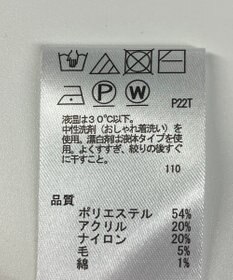 P22T
液温は30℃以下。
中性洗剤（おしゃれ着洗い）を
使用。漂白剤は液体タイプを使
用。よくすすぎ、絞りの後すぐ
に干すこと。
110
品質
ポリエステル 54%
アクリル 20%
ナイロン 20%
毛 5%
綿 1%